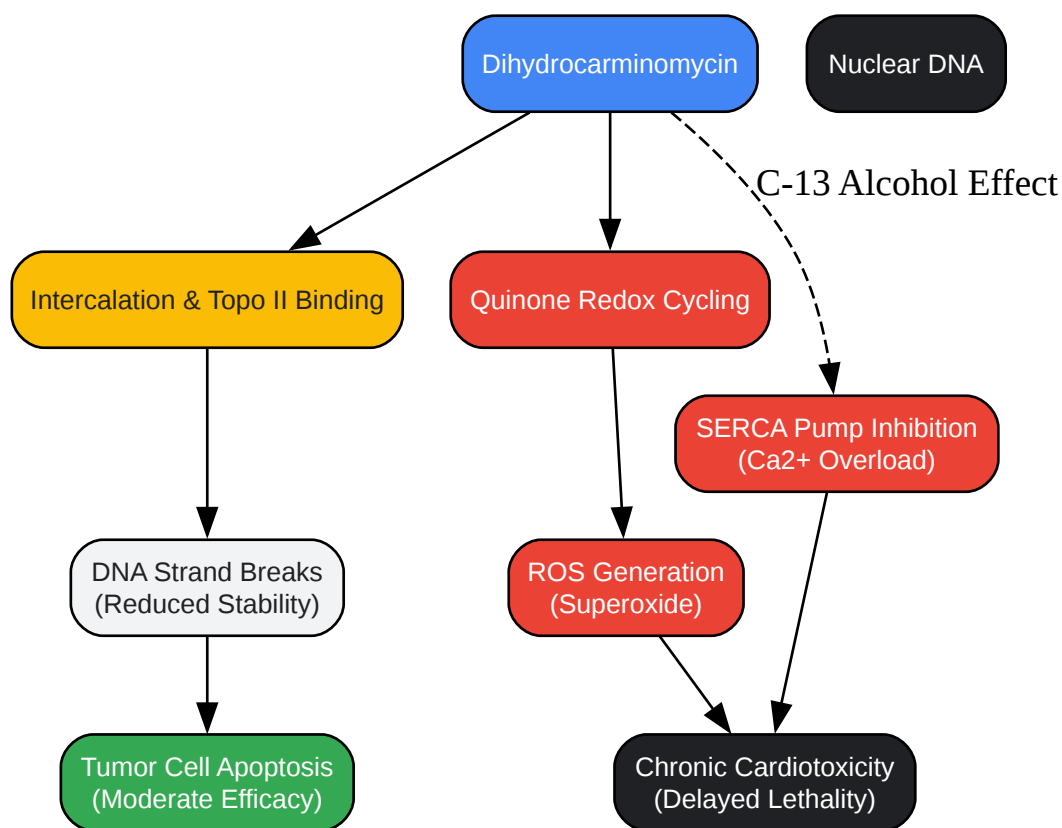 Dihydrocarminomycin
Nuclear DNA
C-13 Alcohol Effect
Intercalation & Topo II Binding
Quinone Redox Cycling
SERCA Pump Inhibition
(Ca2+ Overload)
DNA Strand Breaks
(Reduced Stability)
ROS Generation
(Superoxide)
Tumor Cell Apoptosis
(Moderate Efficacy)
Chronic Cardiotoxicity
(Delayed Lethality)